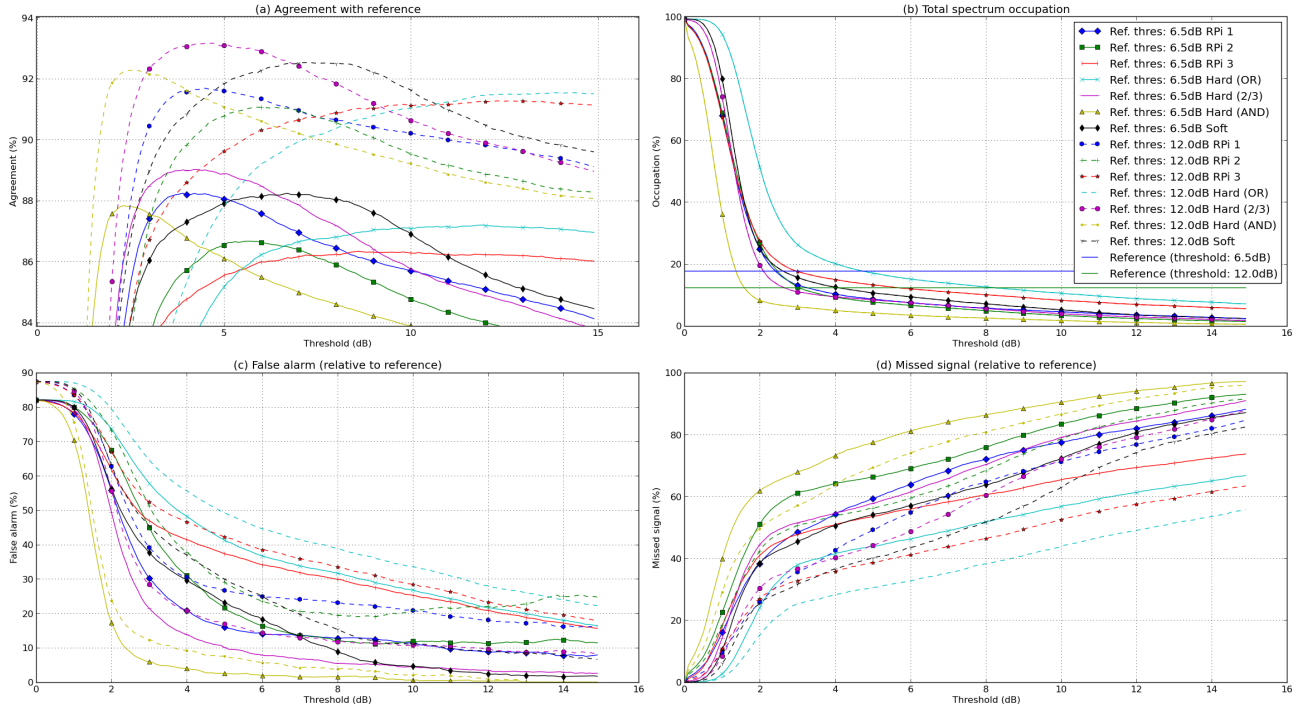 (a) Agreement with reference
94
92
90
88
86
84
Agreement (%)
0
5
10
15
Threshold (dB)
(b) Total spectrum occupation
100
80
60
40
20
0
Occupation (%)
0
2
4
6
8
10
12
14
16
Threshold (dB)
Ref. thres: 6.5dB RPi 1
Ref. thres: 6.5dB RPi 2
Ref. thres: 6.5dB RPi 3
Ref. thres: 6.5dB Hard (OR)
Ref. thres: 6.5dB Hard (2/3)
Ref. thres: 6.5dB Hard (AND)
Ref. thres: 6.5dB Soft
Ref. thres: 12.0dB RPi 1
Ref. thres: 12.0dB RPi 2
Ref. thres: 12.0dB RPi 3
Ref. thres: 12.0dB Hard (OR)
Ref. thres: 12.0dB Hard (2/3)
Ref. thres: 12.0dB Hard (AND)
Ref. thres: 12.0dB Soft
Reference (threshold: 6.5dB)
Reference (threshold: 12.0dB)
(c) False alarm (relative to reference)
90
80
70
60
50
40
30
20
10
0
False alarm (%)
0
2
4
6
8
10
12
14
16
Threshold (dB)
(d) Missed signal (relative to reference)
100
80
60
40
20
0
Missed signal (%)
0
2
4
6
8
10
12
14
16
Threshold (dB)